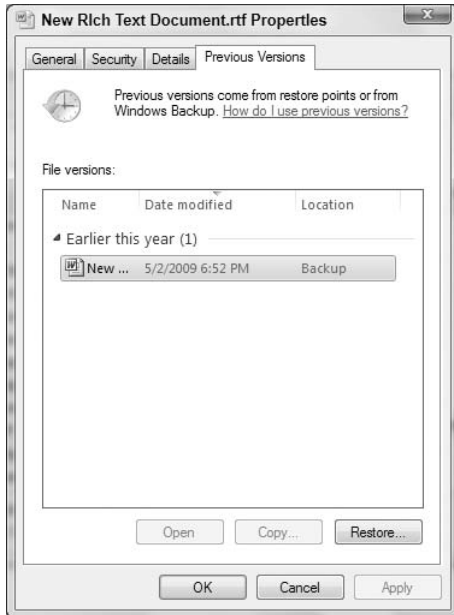 New RIch Text Document.rtf Propertles
General Security Details Previous Versions
Previous versions come from restore points or from
Windows Backup. How do I use previous versions?
File versions:
Name Date modified Location
Earlier this year (1)
New ... 5/2/2009 6:52 PM Backup
Open Copy... Restore...
OK Cancel Apply